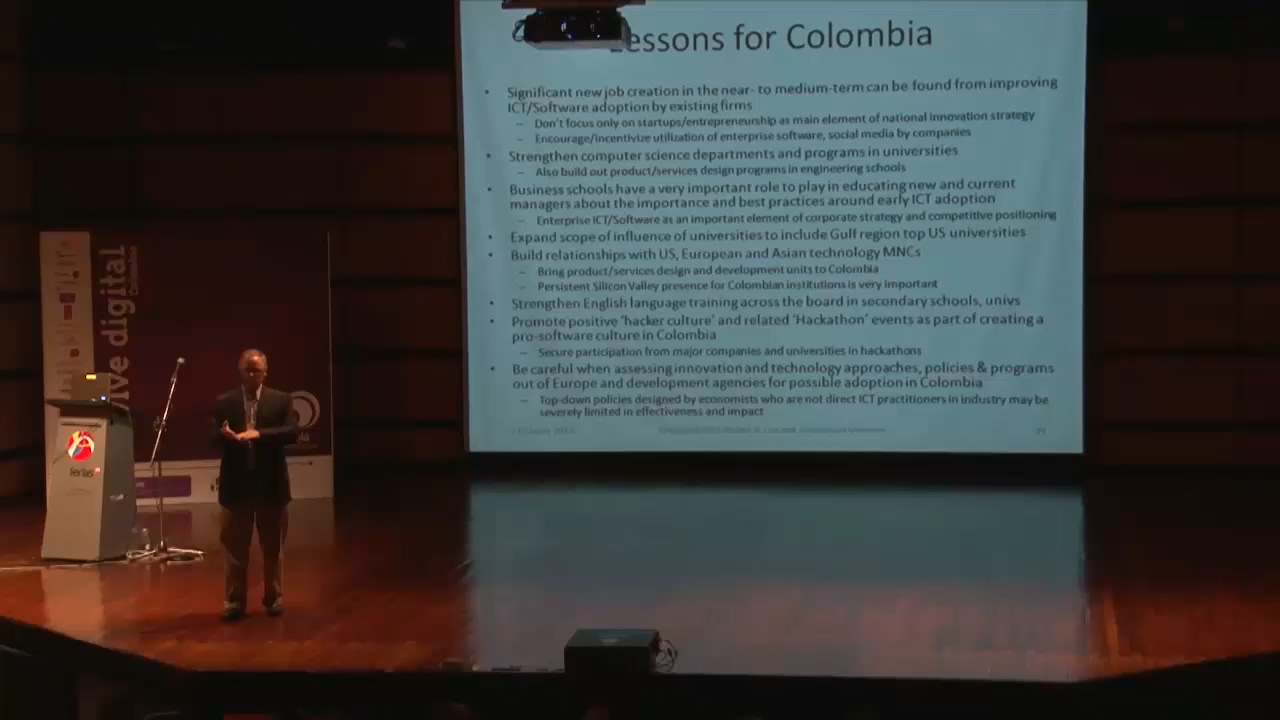 Lessons for Colombia
• Significant new job creation in the near- to medium-term can be found from improving
ICT/Software adoption by existing firms
– Don't focus only on startups/entrepreneurship as main element of national innovation strategy
– Encourage/incentivize utilization of enterprise software, social media by companies
• Strengthen computer science departments and programs in universities
– Also build out product/services design programs in engineering schools
• Business schools have a very important role to play in educating new and current
managers about the importance and best practices around early ICT adoption
– Enterprise ICT/Software as an important element of corporate strategy and competitive positioning
• Expand scope of influence of universities to include Gulf region top US universities
• Build relationships with US, European and Asian technology MNCs
– Bring product/services design and development units to Colombia
– Persistent Silicon Valley presence for Colombian institutions is very important
• Strengthen English language training across the board in secondary schools, univs
• Promote positive 'hacker culture' and related 'Hackathon' events as part of creating a
pro-software culture in Colombia
– Secure participation from major companies and universities in hackathons
• Be careful when assessing innovation and technology approaches, policies & programs
out of Europe and development agencies for possible adoption in Colombia
– Top-down policies designed by economists who are not direct ICT practitioners in industry may be
severely limited in effectiveness and impact
ive digital
Colombia
ferias